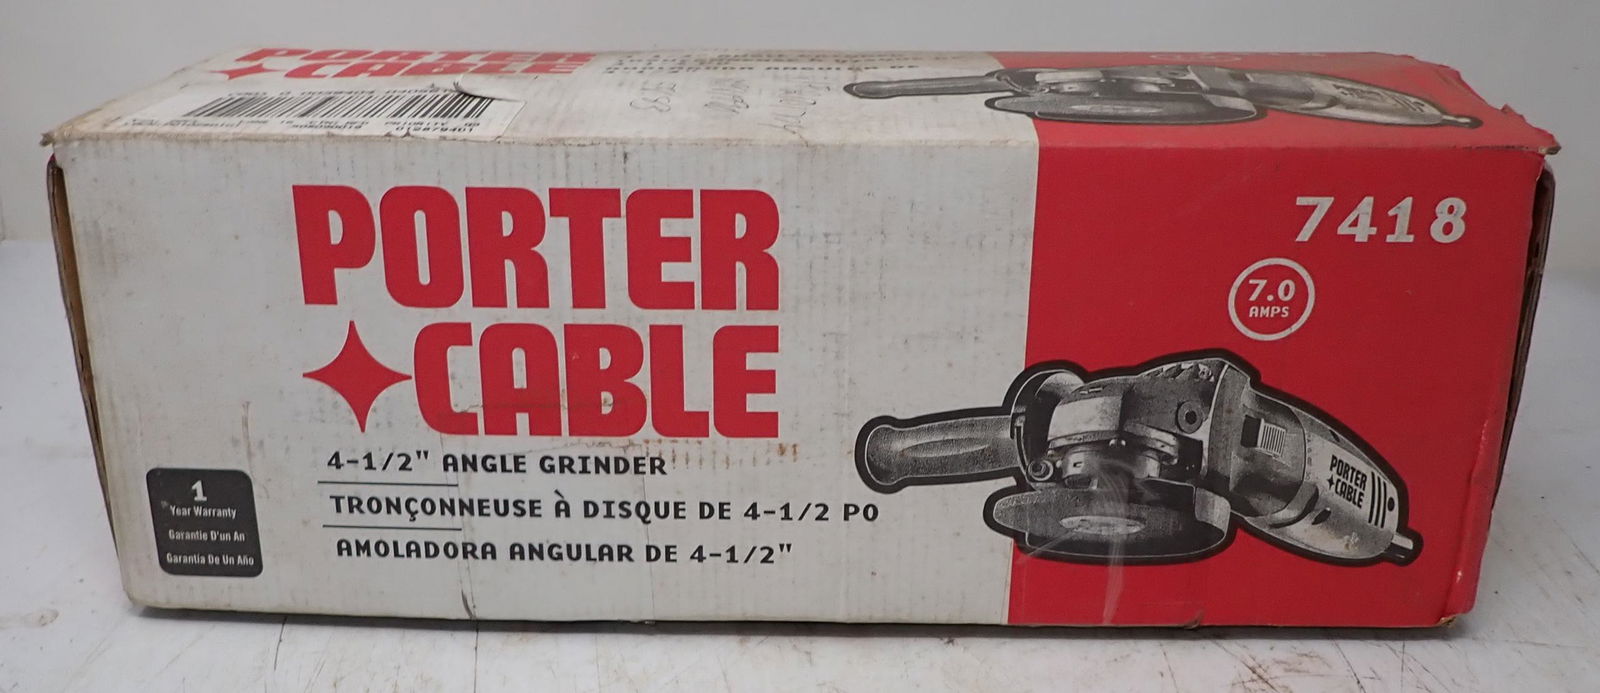 PORTER
CABLE
PORTER
CABLE
4-1/2" ANGLE GRINDER
TRONÇONNEUSE À DISQUE DE 4-1/2 PO
AMOLADORA ANGULAR DE 4-1/2"
1
Year Warranty
Garantie D'un An
Garantía De Un Año
7418
7.0
AMPS
PORTER
CABLE